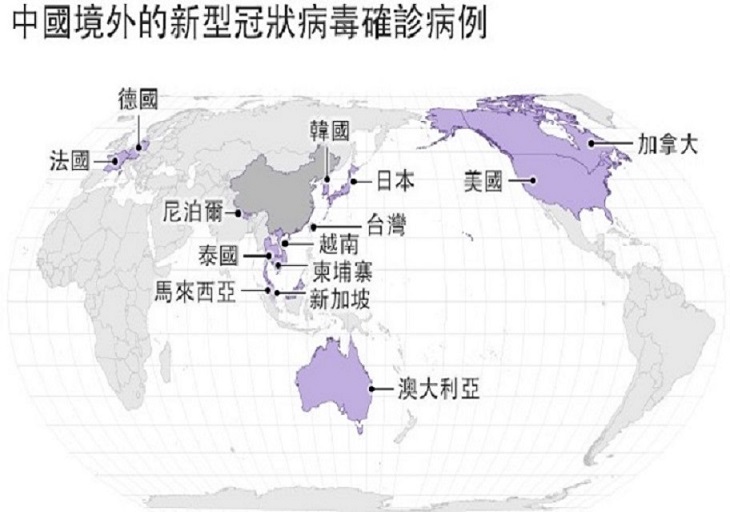 中國境外的新型冠狀病毒確診病例
德國
法國
韓國
加拿大
日本
美國
尼泊爾
台灣
越南
泰國
柬埔寨
馬來西亞
新加坡
澳大利亞